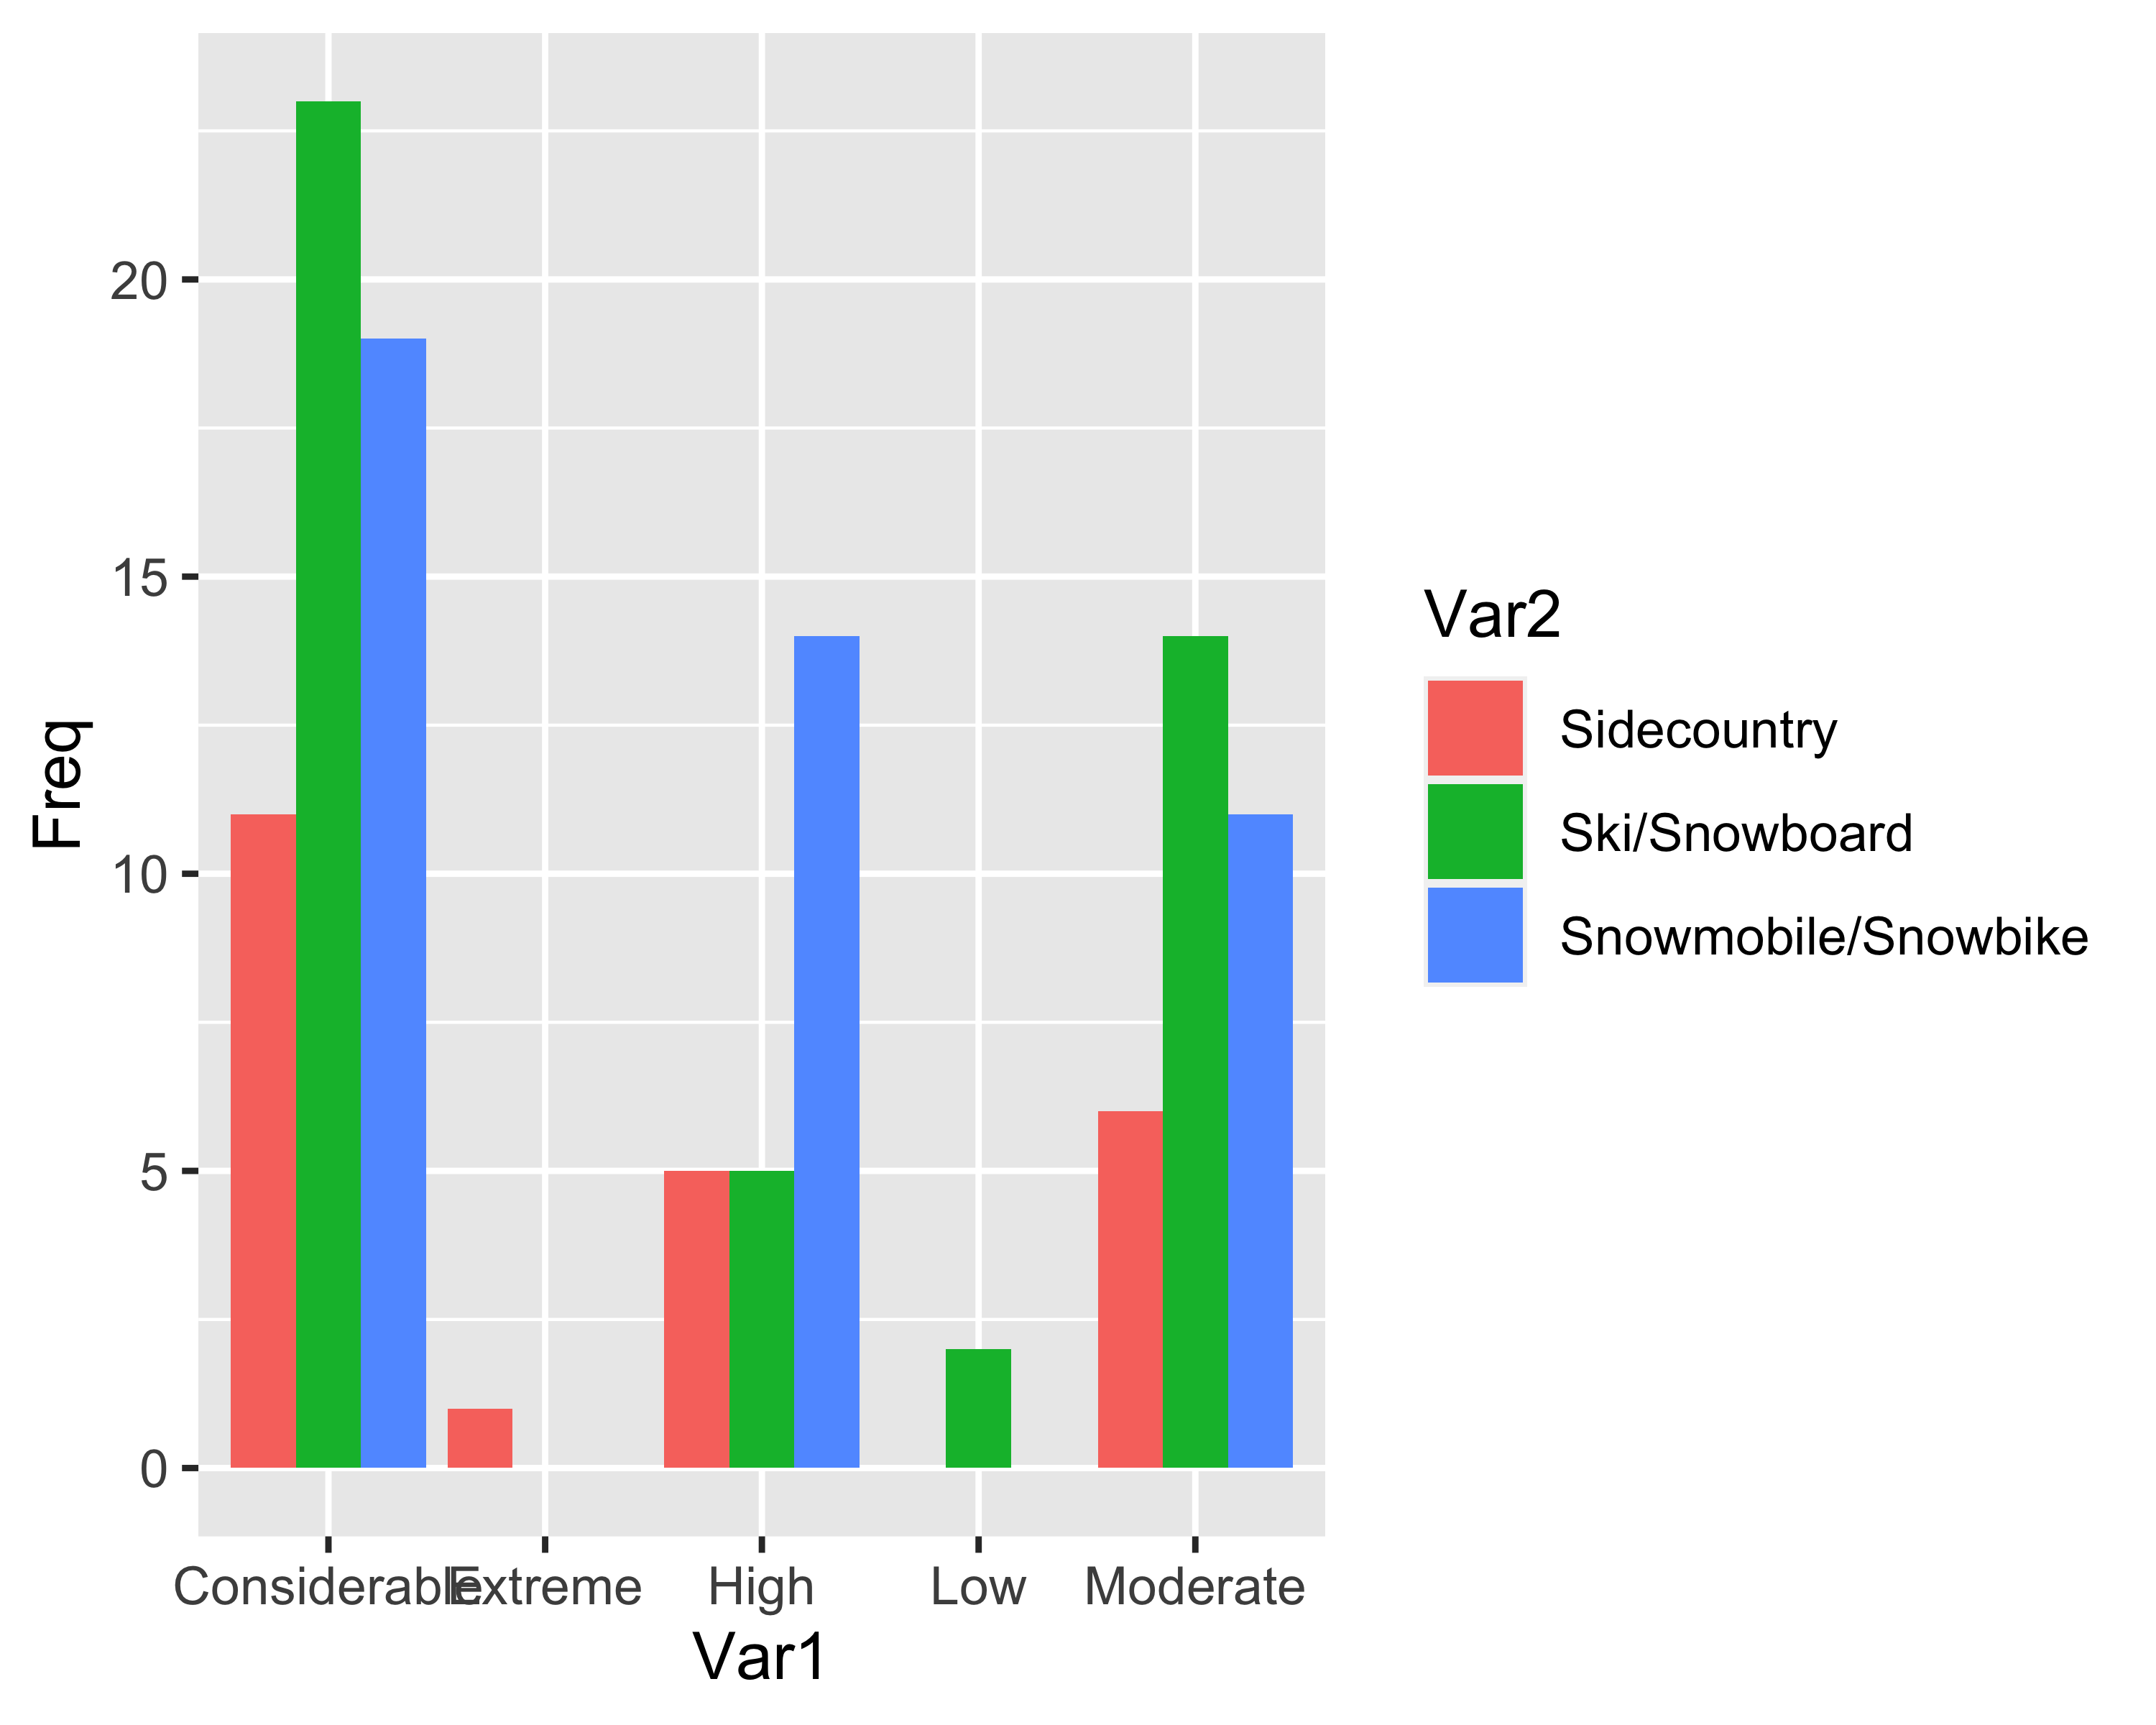 Freq
20
15
10
5
0
Considerable
Extreme
High
Low
Moderate
Var1
Var2
Sidecountry
Ski/Snowboard
Snowmobile/Snowbike